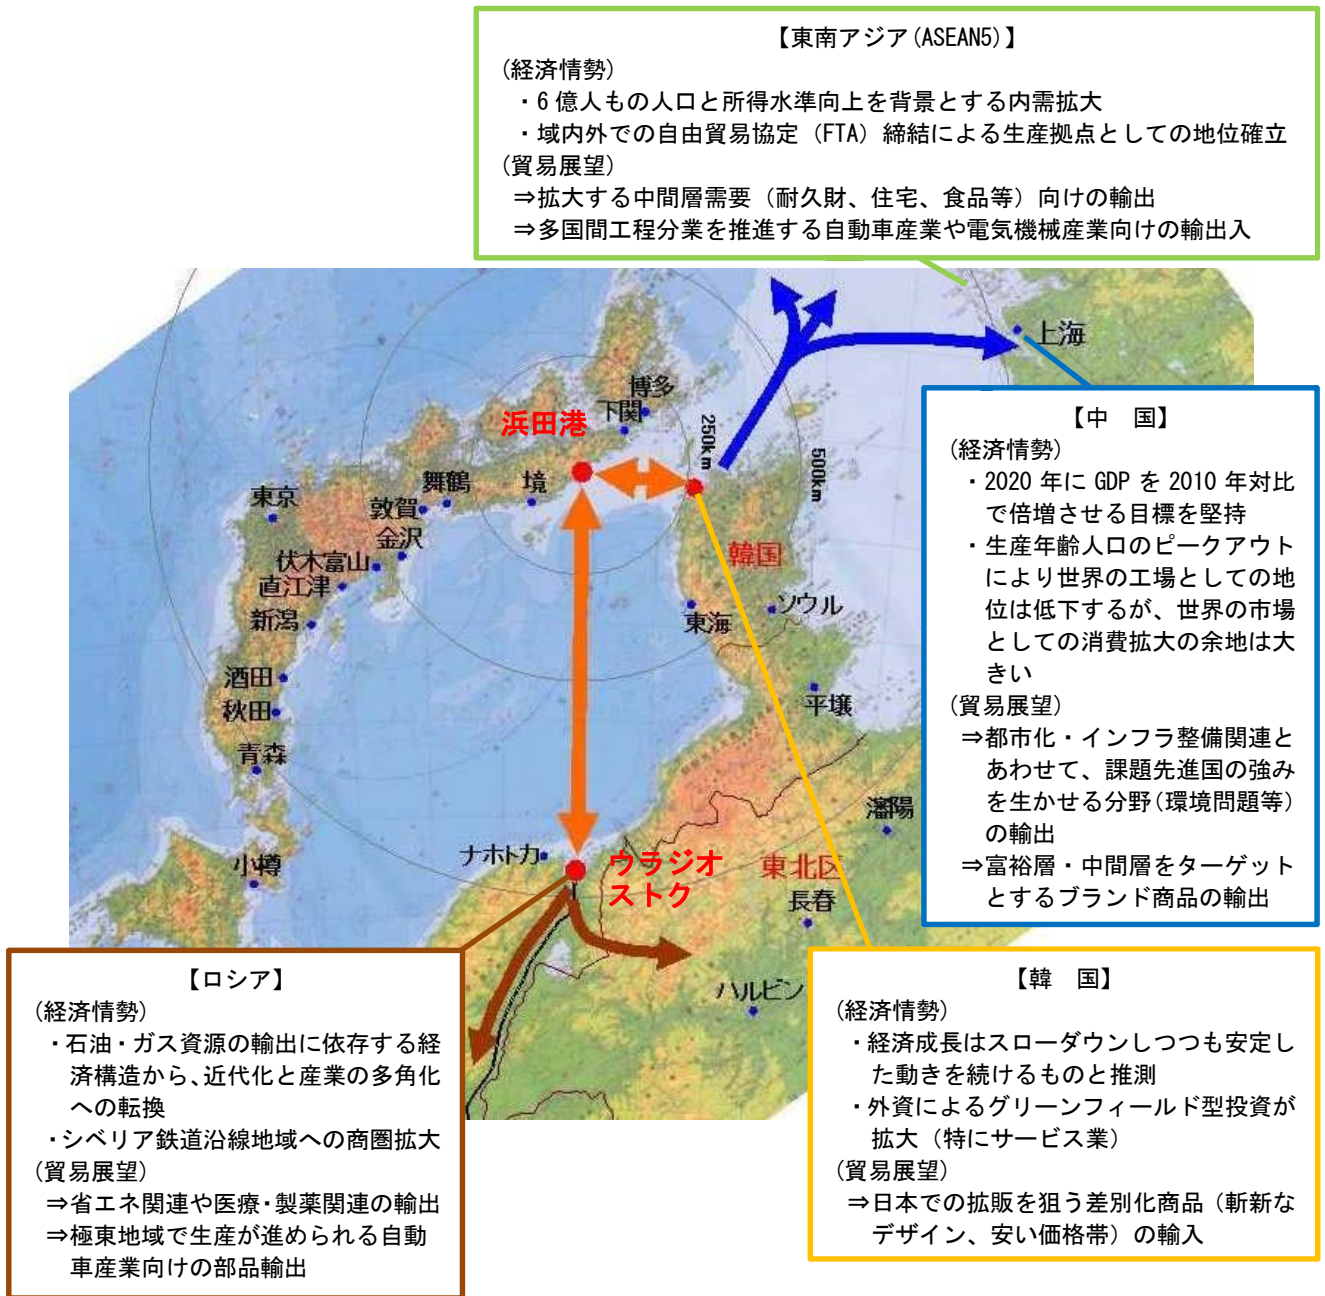 【東南アジア(ASEAN5)】
(経済情勢)
・6億人もの人口と所得水準向上を背景とする内需拡大
・域内外での自由貿易協定（FTA）締結による生産拠点としての地位確立
(貿易展望)
⇒拡大する中間層需要（耐久財、住宅、食品等）向けの輸出
⇒多国間工程分業を推進する自動車産業や電気機械産業向けの輸出入
上海
博多
下関
浜田港
250km
500km
舞鶴
境
東京
敦賀
金沢
伏木富山
直江津
新潟
韓国
東海
ソウル
酒田
秋田
平壌
青森
瀋陽
小樽
ナホトカ
ウラジオ
ストク
東北区
長春
ハルビン
【中　国】
(経済情勢)
・2020年にGDPを2010年対比
で倍増させる目標を堅持
・生産年齢人口のピークアウト
により世界の工場としての地
位は低下するが、世界の市場
としての消費拡大の余地は大
きい
(貿易展望)
⇒都市化・インフラ整備関連と
あわせて、課題先進国の強み
を生かせる分野(環境問題等)
の輸出
⇒富裕層・中間層をターゲット
とするブランド商品の輸出
【ロシア】
(経済情勢)
・石油・ガス資源の輸出に依存する経
済構造から、近代化と産業の多角化
への転換
・シベリア鉄道沿線地域への商圏拡大
(貿易展望)
⇒省エネ関連や医療・製薬関連の輸出
⇒極東地域で生産が進められる自動
車産業向けの部品輸出
【韓　国】
(経済情勢)
・経済成長はスローダウンしつつも安定し
た動きを続けるものと推測
・外資によるグリーンフィールド型投資が
拡大（特にサービス業）
(貿易展望)
⇒日本での拡販を狙う差別化商品（斬新な
デザイン、安い価格帯）の輸入